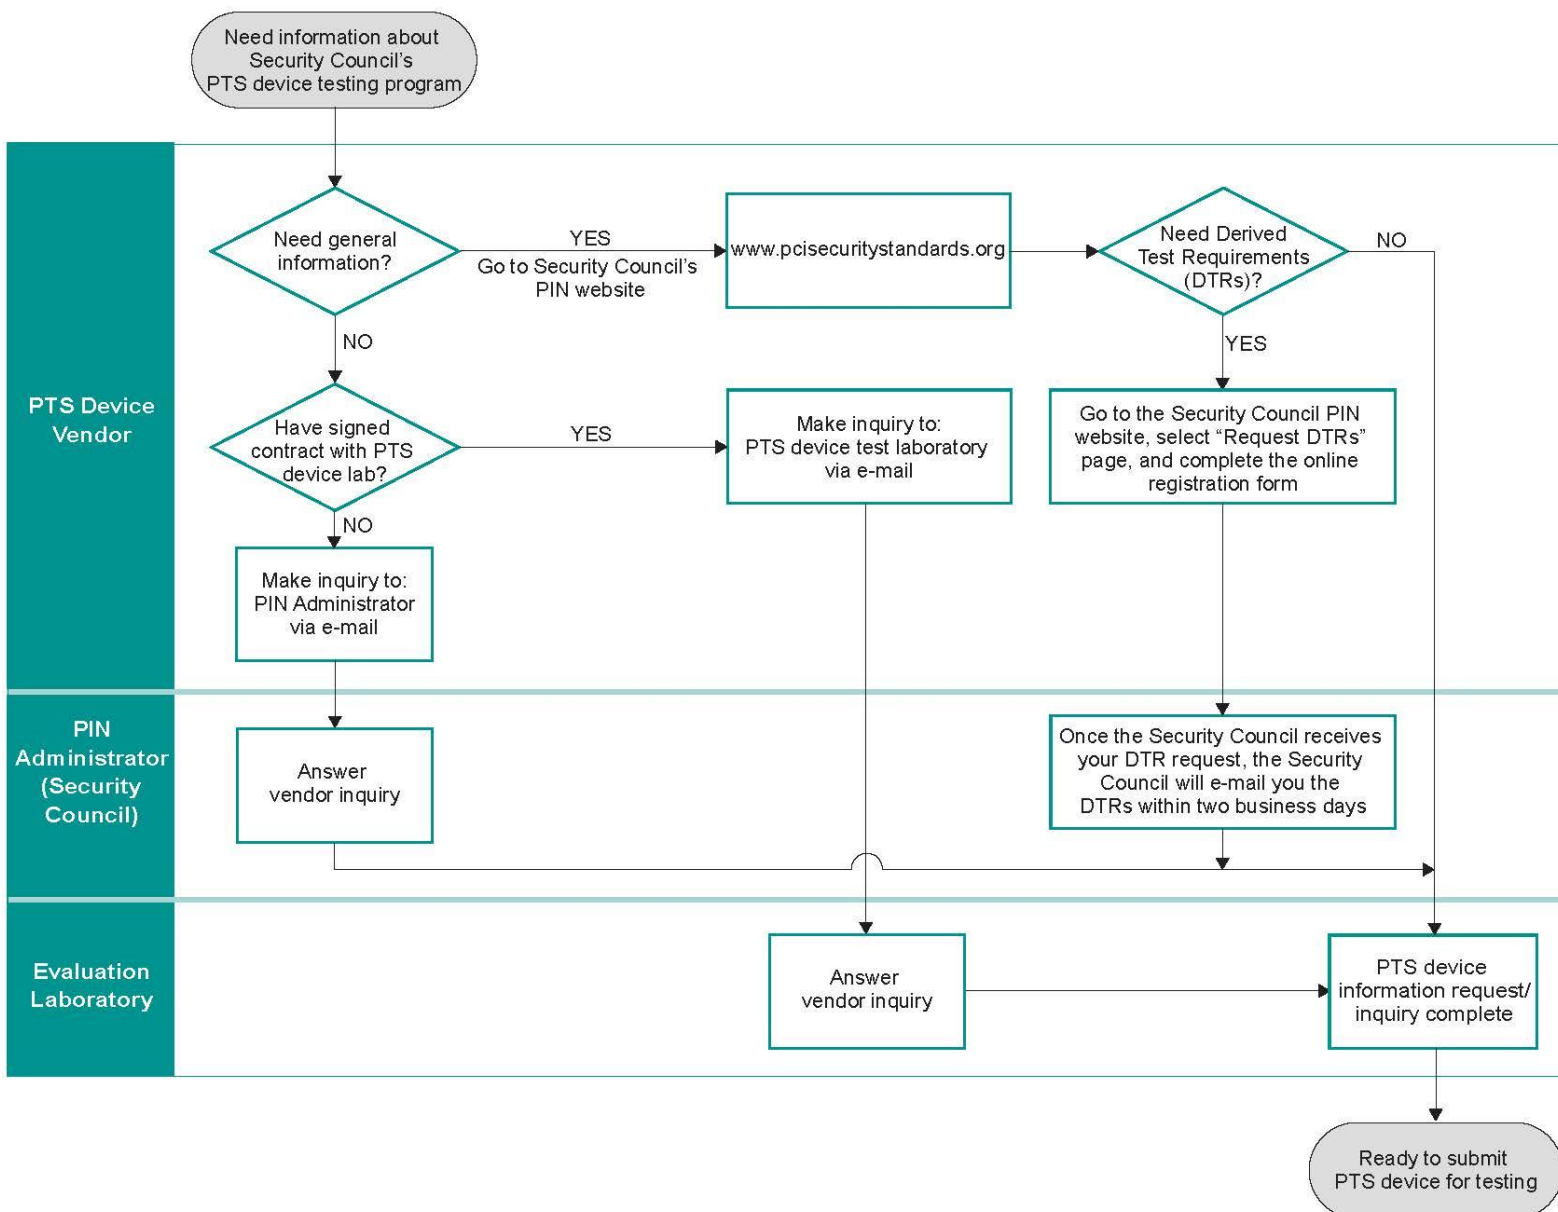 Need information about
Security Council's
PTS device testing program
PTS Device
Vendor
Need general
information?
YES
Go to Security Council's
PIN website
www.pcisecuritystandards.org
Need Derived
Test Requirements
(DTRs)?
NO
NO
YES
Have signed
contract with PTS
device lab?
YES
Make inquiry to:
PTS device test laboratory
via e-mail
Go to the Security Council PIN
website, select “Request DTRs”
page, and complete the online
registration form
NO
Make inquiry to:
PIN Administrator
via e-mail
PIN
Administrator
(Security
Council)
Answer
vendor inquiry
Once the Security Council receives
your DTR request, the Security
Council will e-mail you the
DTRs within two business days
Evaluation
Laboratory
Answer
vendor inquiry
PTS device
information request/
inquiry complete
Ready to submit
PTS device for testing